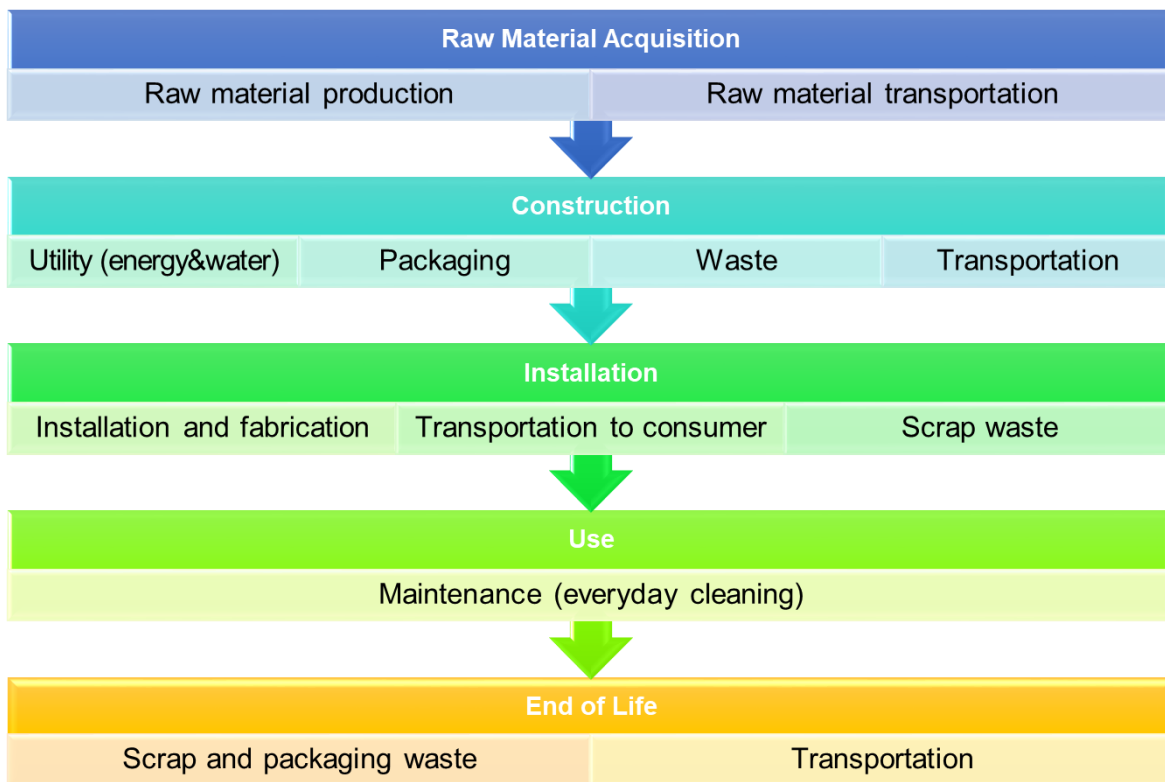 Raw Material Acquisition
Raw material production
Raw material transportation
Construction
Utility (energy&water)
Packaging
Waste
Transportation
Installation
Installation and fabrication
Transportation to consumer
Scrap waste
Use
Maintenance (everyday cleaning)
End of Life
Scrap and packaging waste
Transportation